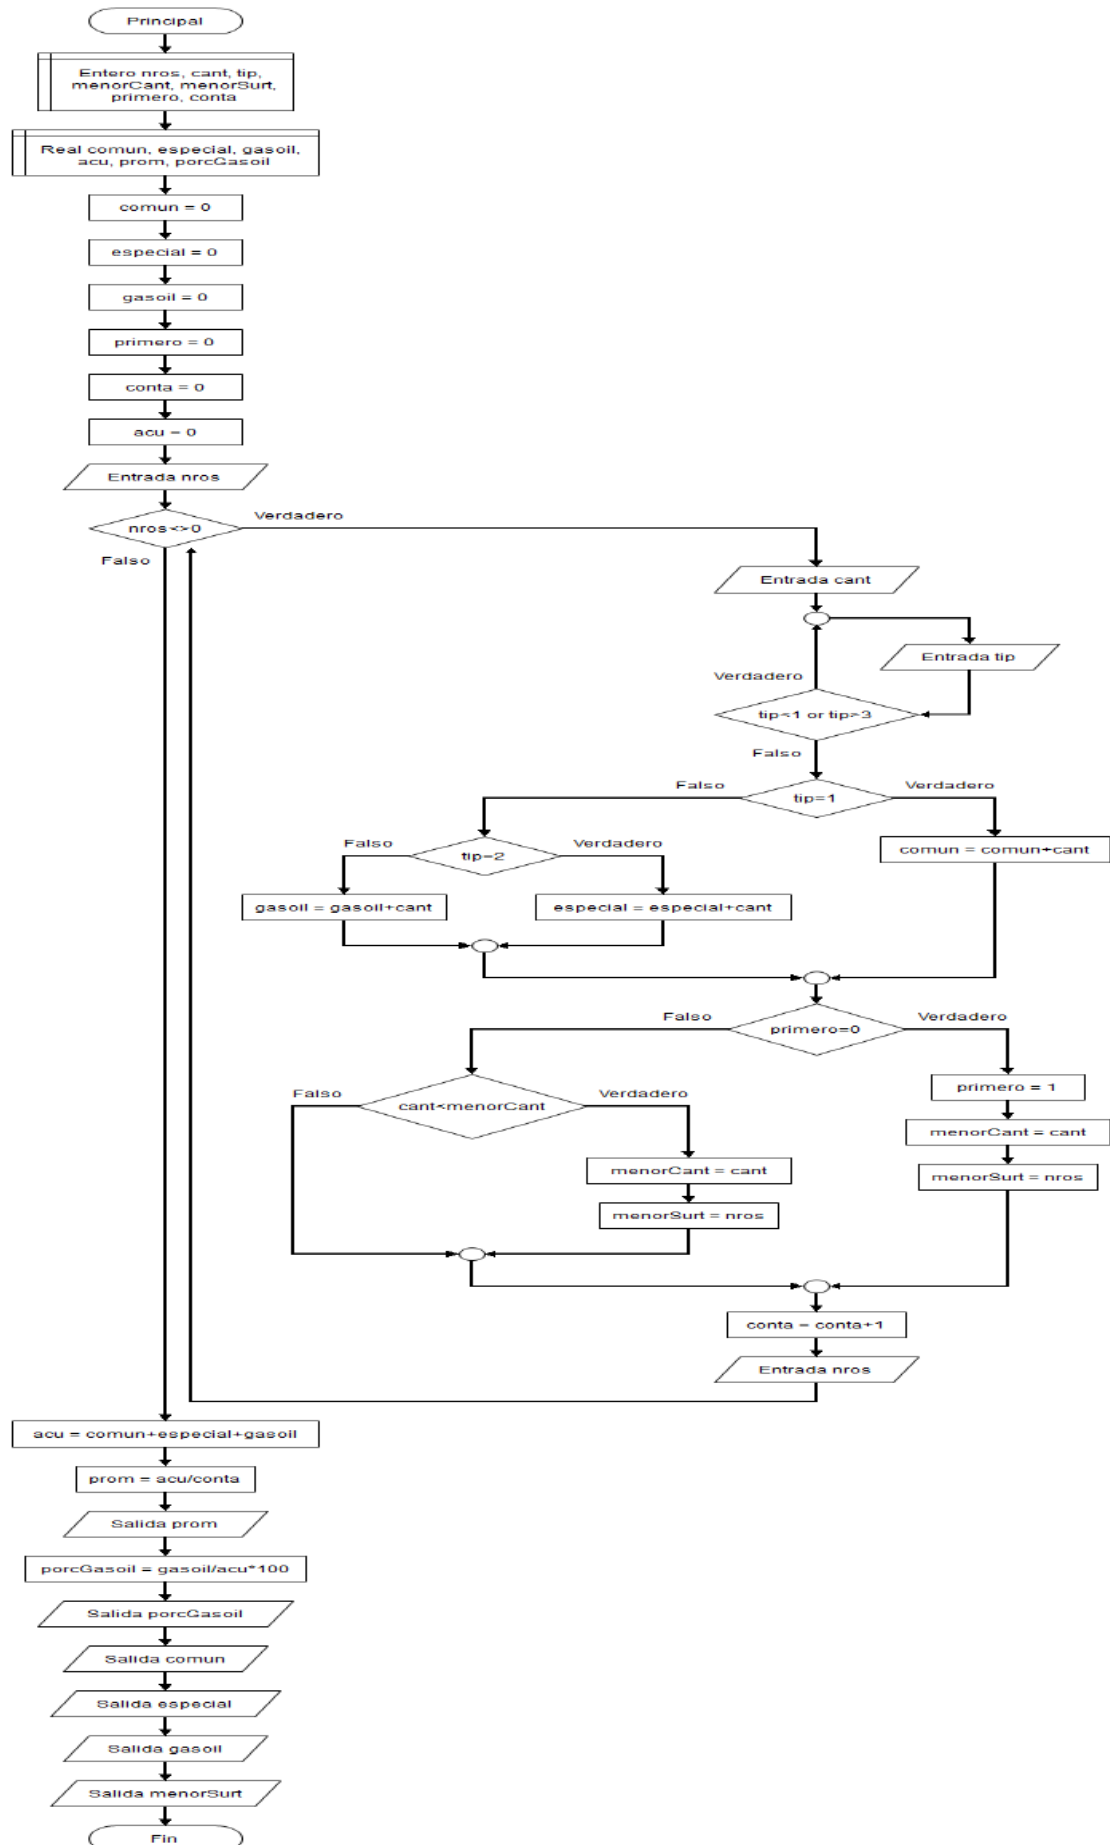 Principal
Entero nros, cant, tip,
menorCant, menorSurt,
primero, conta
Real comun, especial, gasoil,
acu, prom, porcGasoil
comun = 0
especial = 0
gasoil = 0
primero = 0
conta = 0
acu = 0
Entrada nros
nros<>0
Verdadero
Falso
Entrada cant
Entrada tip
Verdadero
tip<1 or tip>3
Falso
Falso
tip=1
Verdadero
comun = comun+cant
Falso
tip=2
Verdadero
gasoil = gasoil+cant
especial = especial+cant
Falso
primero=0
Verdadero
Falso
cant<menorCant
Verdadero
primero = 1
menorCant = cant
menorSurt = nros
menorCant = cant
menorSurt = nros
conta = conta+1
Entrada nros
acu = comun+especial+gasoil
prom = acu/conta
Salida prom
porcGasoil = gasoil/acu*100
Salida porcGasoil
Salida comun
Salida especial
Salida gasoil
Salida menorSurt
Fin